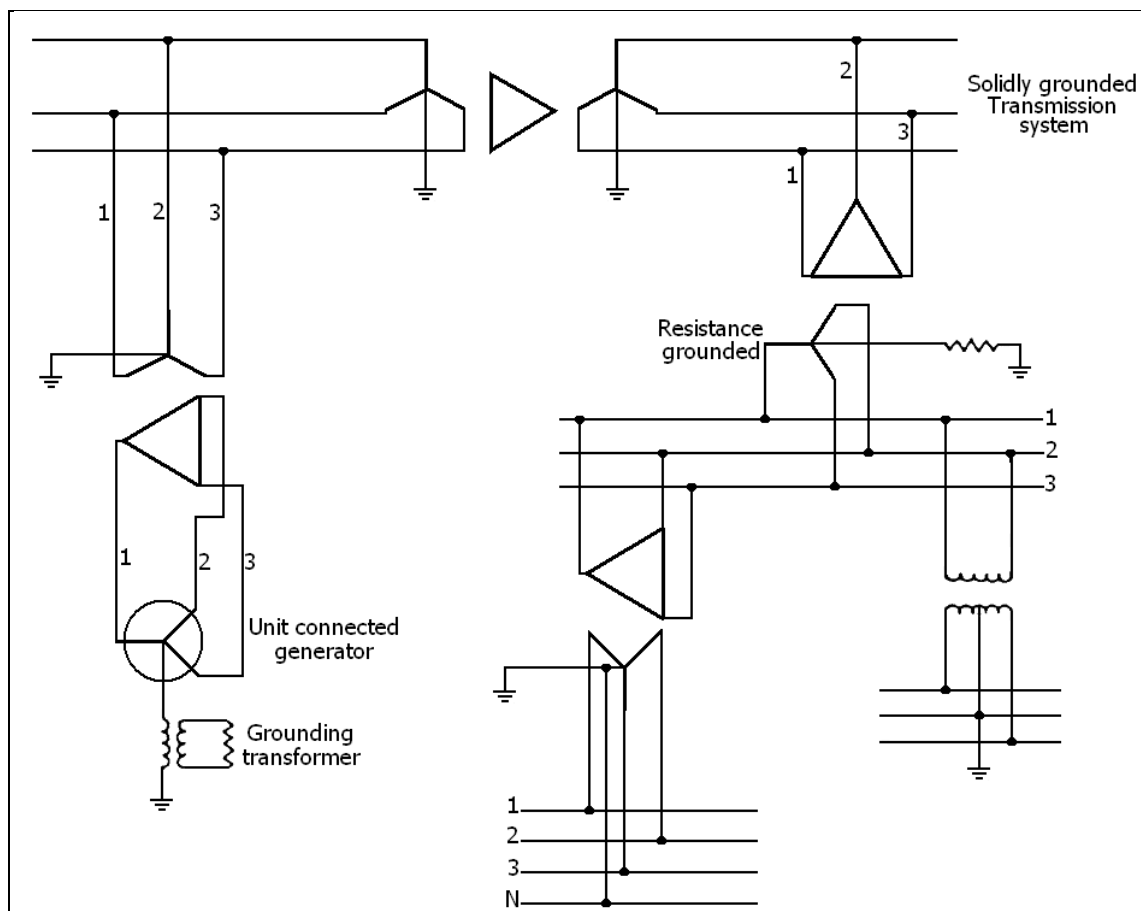 2
Solidly grounded
Transmission
system
3
1
1 2 3
Resistance
grounded
1
2
3
1 2 3
Unit connected
generator
Grounding
transformer
1
2
3
N